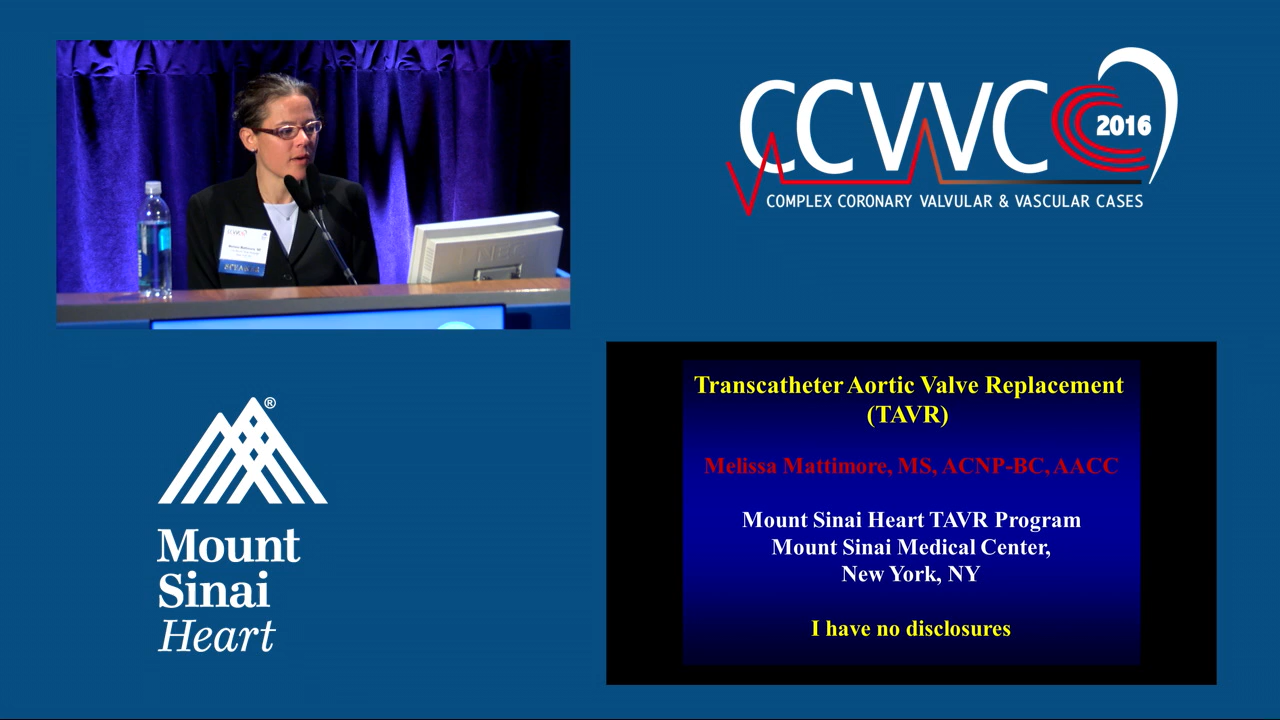 CCVVC
2016
COMPLEX CORONARY VALVULAR & VASCULAR CASES
Transcatheter Aortic Valve Replacement
(TAVR)
Melissa Mattimore, MS, ACNP-BC, AACC
Mount Sinai Heart TAVR Program
Mount Sinai Medical Center,
New York, NY
I have no disclosures
®
Mount
Sinai
Heart